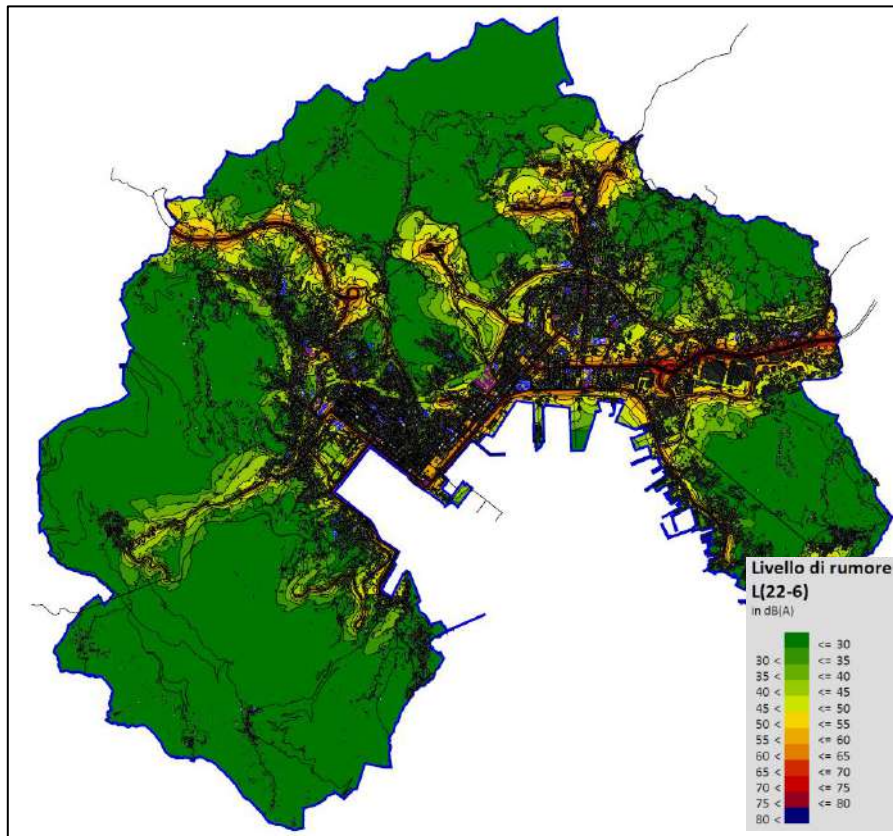 Livello di rumore
L(22-6)
in dB(A)
<= 30
30 < <= 35
35 < <= 40
40 < <= 45
45 < <= 50
50 < <= 55
55 < <= 60
60 < <= 65
65 < <= 70
70 < <= 75
75 < <= 80
80 <